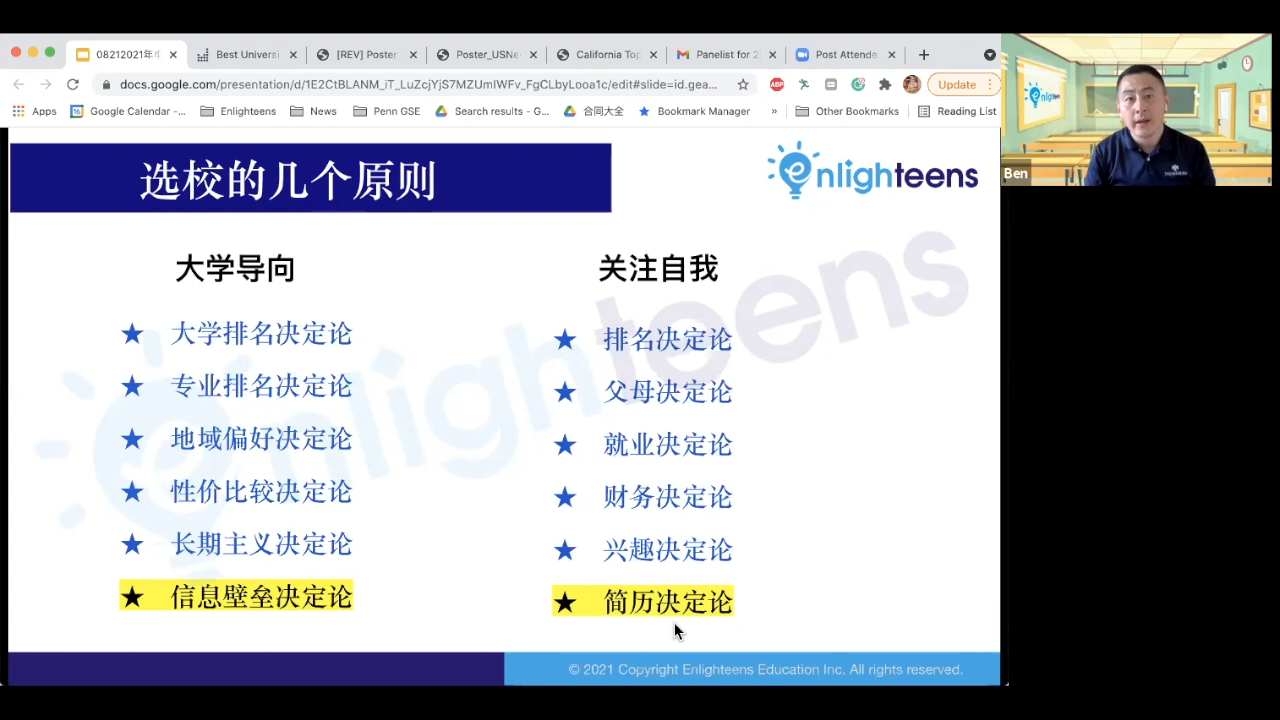 08212021年
Best Universi
[REV] Poster
Poster_USNe
California Top
Panelist for 2
Post Attende
docs.google.com/presentation/d/1E2CtBLANM_iT_Lu7a6YjS7MZUmIWFv_FgCLbyLooa1c/edit#slide=id.gea...
ABP
Update
Apps
Google Calendar -...
Enlighteens
News
Penn GSE
Search results - G...
合同大全
Bookmark Manager
»
Other Bookmarks
Reading List
Ben
选校的几个原则
enlighteens
大学导向
★ 大学排名决定论
★ 专业排名决定论
★ 地域偏好决定论
★ 性价比较决定论
★ 长期主义决定论
★ 信息壁垒决定论
关注自我
★ 排名决定论
★ 父母决定论
★ 就业决定论
★ 财务决定论
★ 兴趣决定论
★ 简历决定论
enlighteens
© 2021 Copyright Enlighteens Education Inc. All rights reserved.